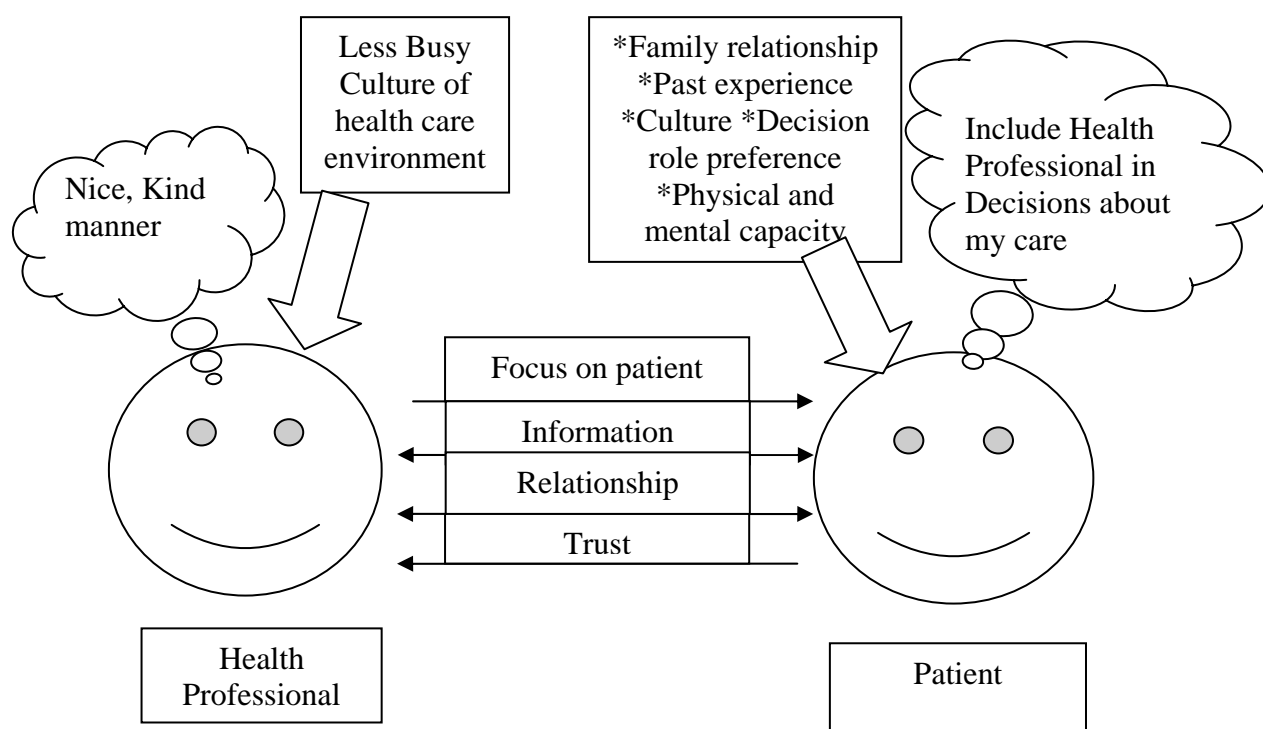 Less Busy
Culture of
health care
environment
*Family relationship
*Past experience
*Culture *Decision
role preference
*Physical and
mental capacity
Nice, Kind
manner
Include Health
Professional in
Decisions about
my care
Focus on patient
Information
Relationship
Trust
Health
Professional
Patient